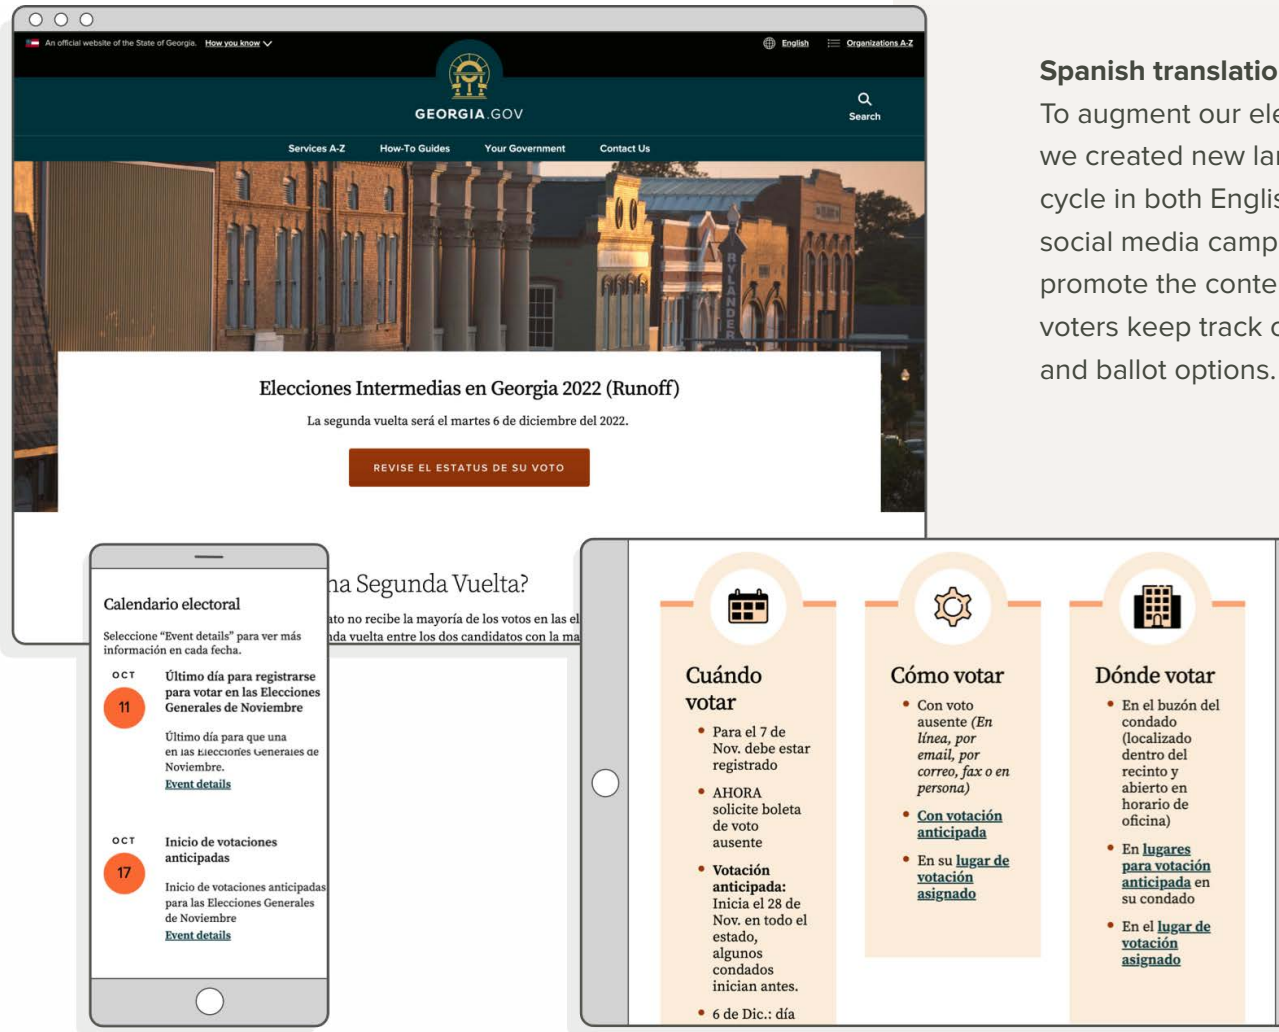 An official website of the State of Georgia. How you know
English
Organizations A-Z
GEORGIA.GOV
Search
Services A-Z
How-To Guides
Your Government
Contact Us
RYLANDER
Elecciones Intermedias en Georgia 2022 (Runoff)
La segunda vuelta será el martes 6 de diciembre del 2022.
REVISE EL ESTATUS DE SU VOTO
Segunda Vuelta?
no recibe la mayoría de los votos en las
vuelta entre los dos candidatos con la
Calendario electoral
Seleccione “Event details” para ver más
información en cada fecha.
OCT
11
Último día para registrarse
para votar en las Elecciones
Generales de Noviembre
Último día para que una
en las Elecciones Generales de
Noviembre.
Event details
OCT
17
Inicio de votaciones
anticipadas
Inicio de votaciones anticipadas
para las Elecciones Generales
de Noviembre
Event details
Cuándo
votar
• Para el 7 de
Nov. debe estar
registrado
• AHORA
solicite boleta
de voto
ausente
• Votación
anticipada:
Inicia el 28 de
Nov. en todo el
estado,
algunos
condados
inician antes.
• 6 de Dic.: día
Cómo votar
• Con voto
ausente (En
línea, por
email, por
correo, fax o en
persona)
• Con votación
anticipada
• En su lugar de
votación
asignado
Dónde votar
• En el buzón del
condado
(localizado
dentro del
recinto y
abierto en
horario de
oficina)
• En lugares
para votación
anticipada en
su condado
• En el lugar de
votación
asignado
Spanish
To augment our
we created new
cycle in both
social media
promote the
voters keep track
and ballot options.